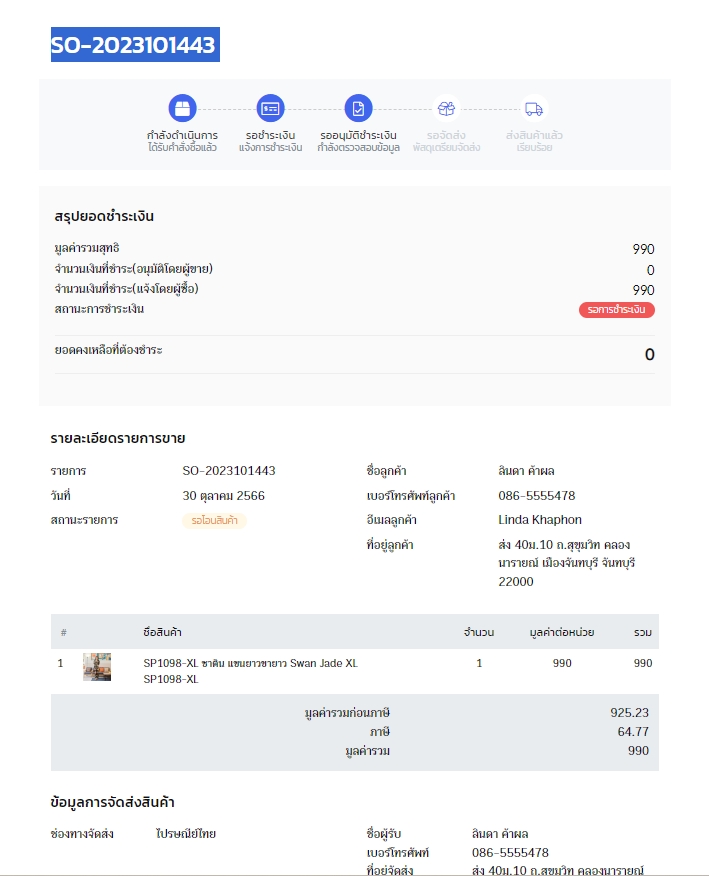 SO-2023101443
กำลังดำเนินการ
ได้รับคำสั่งซื้อแล้ว
รอชำระเงิน
แจ้งการชำระเงิน
รออนุมัติชำระเงิน
กำลังตรวจสอบข้อมูล
รอจัดส่ง
พัสดุเตรียมจัดส่ง
ส่งสินค้าแล้ว
เรียบร้อย
สรุปยอดชำระเงิน
มูลค่ารวมสุทธิ 990
จำนวนเงินที่ชำระ(อนุมัติโดยผู้ขาย) 0
จำนวนเงินที่ชำระ(แจ้งโดยผู้ซื้อ) 990
สถานะการชำระเงิน รอการชำระเงิน
ยอดคงเหลือที่ต้องชำระ 0
รายละเอียดรายการขาย
รายการ SO-2023101443
วันที่ 30 ตุลาคม 2566
สถานะรายการ รอโอนสินค้า
ชื่อลูกค้า ลินดา ค้าผล
เบอร์โทรศัพท์ลูกค้า 086-5555478
อีเมลลูกค้า Linda Khaphon
ที่อยู่ลูกค้า ส่ง 40ม.10 ถ.สุขุมวิท คลอง
นารายณ์ เมืองจันทบุรี จันทบุรี
22000
# ชื่อสินค้า จำนวน มูลค่าต่อหน่วย รวม
1 SP1098-XL ซาติน แขนยาวขายาว Swan Jade XL 1 990 990
SP1098-XL
มูลค่ารวมก่อนภาษี 925.23
ภาษี 64.77
มูลค่ารวม 990
ข้อมูลการจัดส่งสินค้า
ช่องทางจัดส่ง ไปรษณีย์ไทย
ชื่อผู้รับ ลินดา ค้าผล
เบอร์โทรศัพท์ 086-5555478
ที่อยู่จัดส่ง ส่ง 40ม.10 ถ.สุขุมวิท คลองนารายณ์